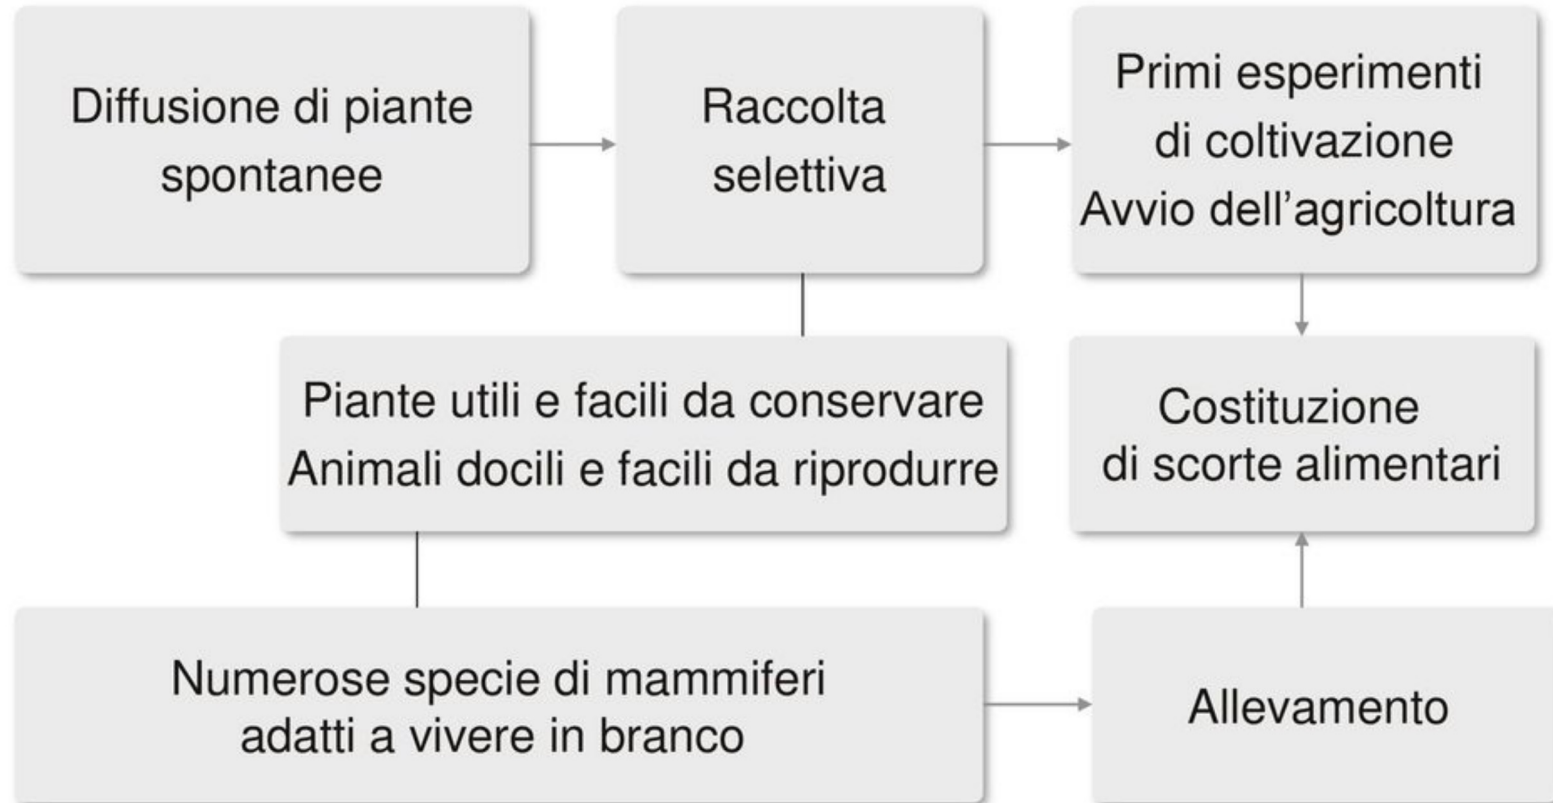 Diffusione di piante
spontanee
Raccolta
selettiva
Primi esperimenti
di coltivazione
Avvio dell’agricoltura
Piante utili e facili da conservare
Animali docili e facili da riprodurre
Costituzione
di scorte alimentari
Numerose specie di mammiferi
adatti a vivere in branco
Allevamento